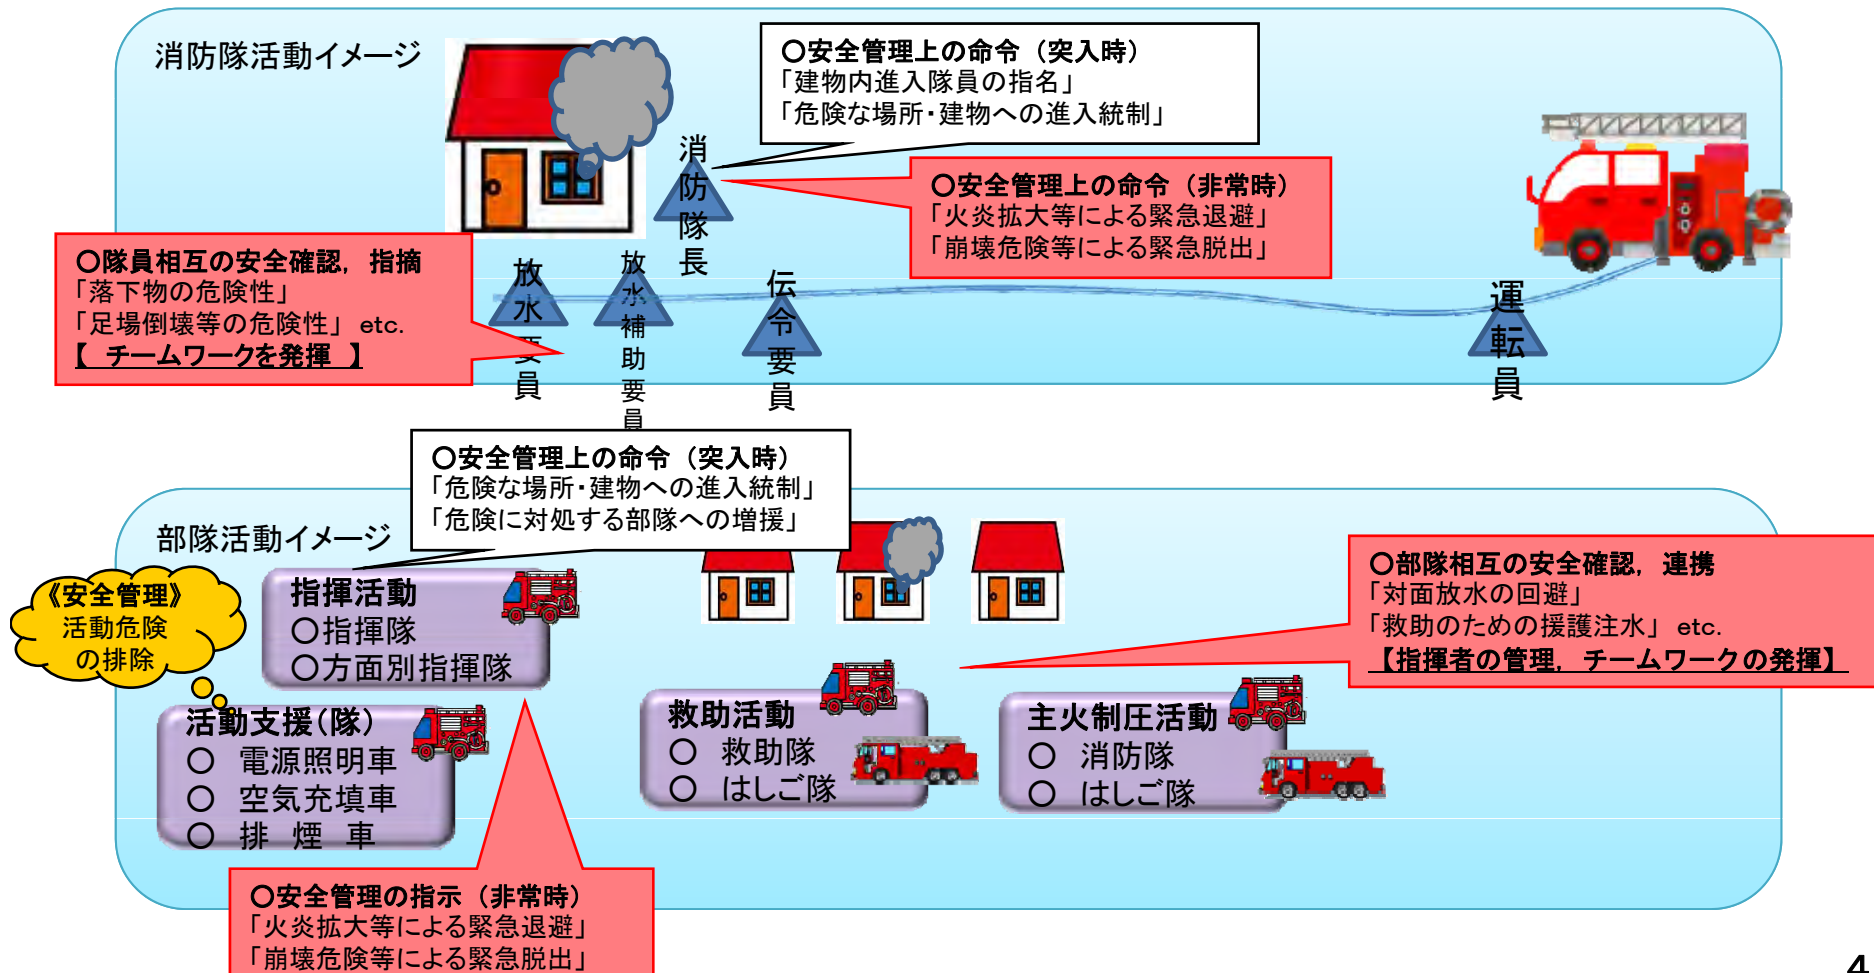 消防隊活動イメージ
〇安全管理上の命令（突入時）
「建物内進入隊員の指名」
「危険な場所・建物への進入統制」
消防隊長
〇安全管理上の命令（非常時）
「火炎拡大等による緊急退避」
「崩壊危険等による緊急脱出」
〇隊員相互の安全確認，指摘
「落下物の危険性」
「足場倒壊等の危険性」 etc.
【 チームワークを発揮 】
放水要員
放水補助要員
伝令要員
運転員
部隊活動イメージ
〇安全管理上の命令（突入時）
「危険な場所・建物への進入統制」
「危険に対処する部隊への増援」
《安全管理》
活動危険
の排除
指揮活動
〇指揮隊
〇方面別指揮隊
〇部隊相互の安全確認，連携
「対面放水の回避」
「救助のための援護注水」 etc.
【指揮者の管理，チームワークの発揮】
活動支援（隊）
〇 電源照明車
〇 空気充填車
〇 排 煙 車
救助活動
〇 救助隊
〇 はしご隊
主火制圧活動
〇 消防隊
〇 はしご隊
〇安全管理の指示（非常時）
「火炎拡大等による緊急退避」
「崩壊危険等による緊急脱出」
4